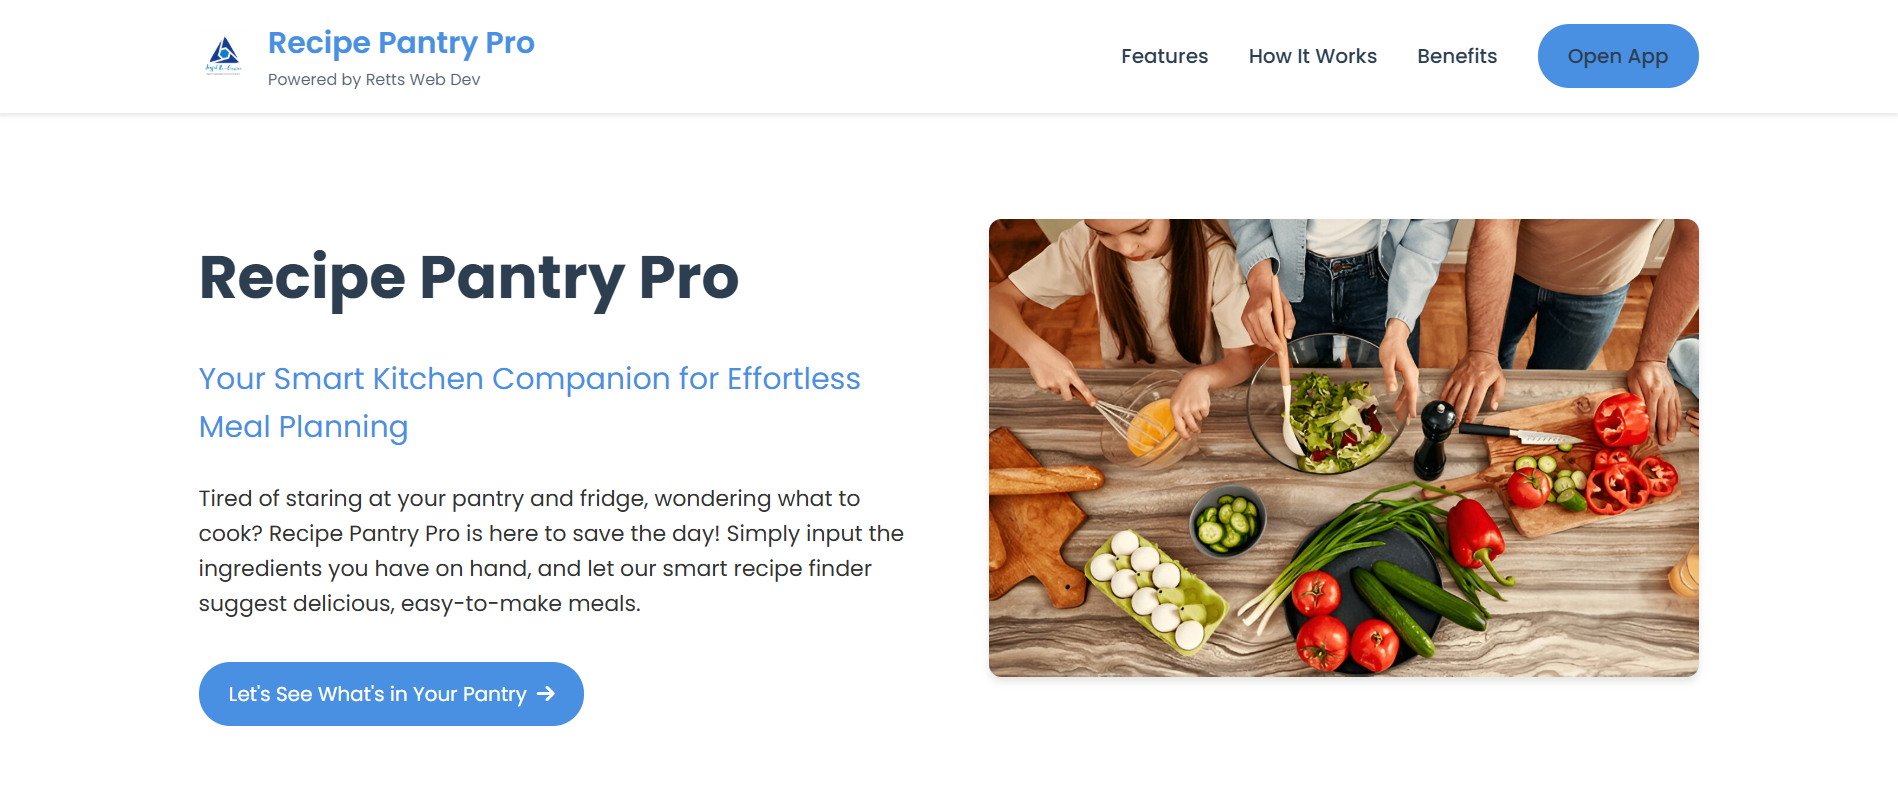 Recipe Pantry Pro
Powered by Retts Web Dev
Features
How It Works
Benefits
Open App
Recipe Pantry Pro
Your Smart Kitchen Companion for Effortless
Meal Planning
Tired of staring at your pantry and fridge, wondering what to
cook? Recipe Pantry Pro is here to save the day! Simply input the
ingredients you have on hand, and let our smart recipe finder
suggest delicious, easy-to-make meals.
Let's See What's in Your Pantry →